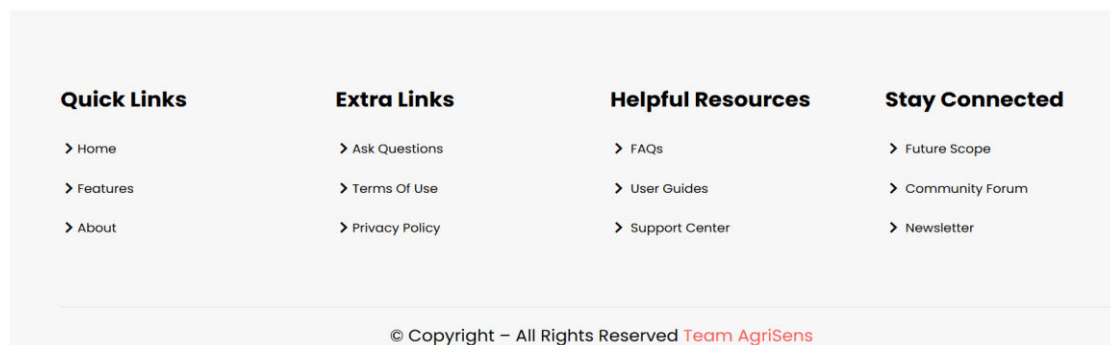 Quick Links
Home
Features
About
Extra Links
Ask Questions
Terms Of Use
Privacy Policy
Helpful Resources
FAQs
User Guides
Support Center
Stay Connected
Future Scope
Community Forum
Newsletter
© Copyright – All Rights Reserved Team AgriSens